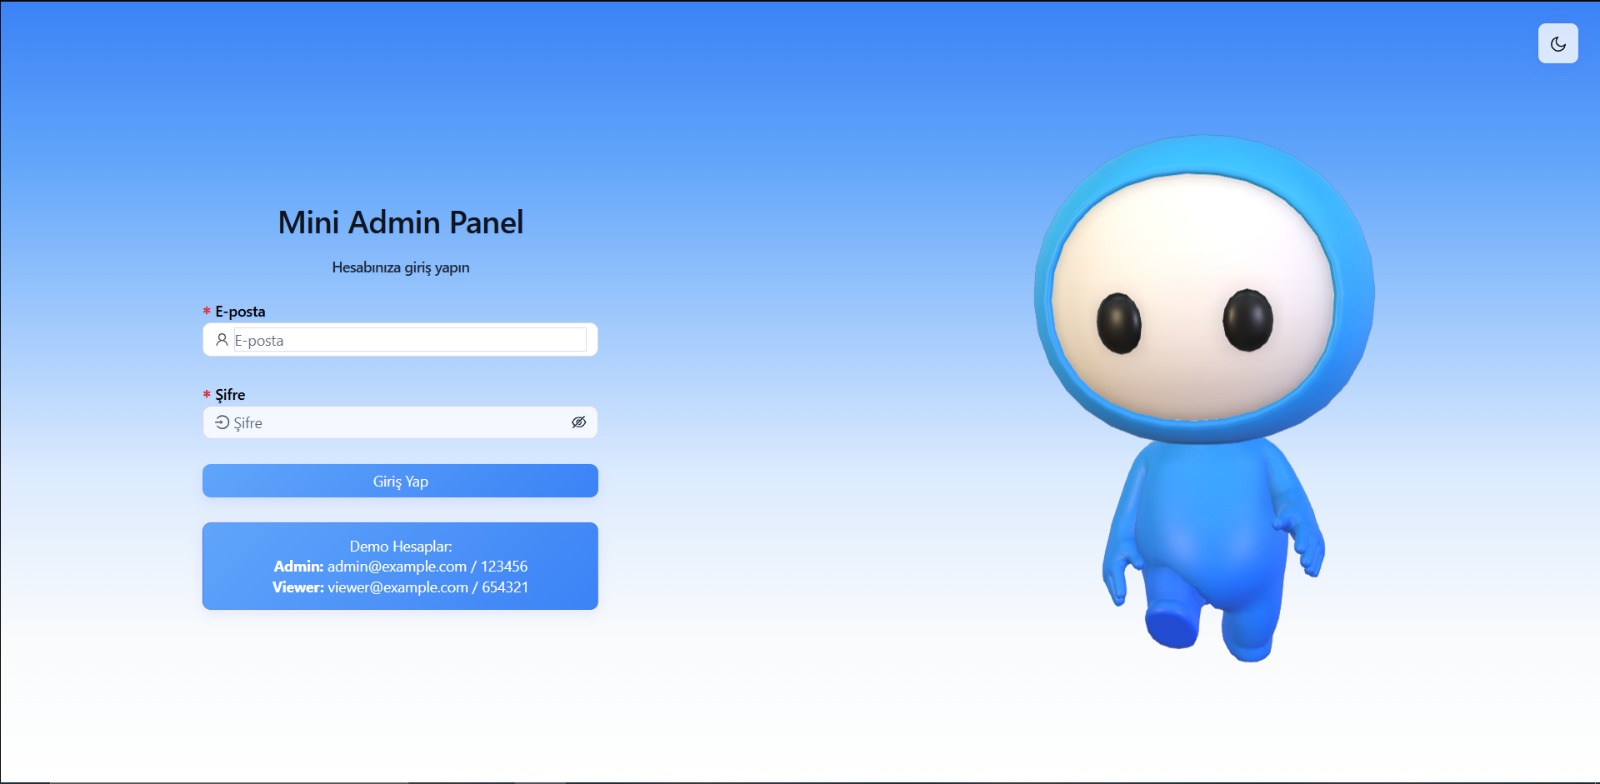 Mini Admin Panel
Hesabınıza giriş yapın
* E-posta
E-posta
* Şifre
Şifre
Giriş Yap
Demo Hesaplar:
Admin: admin@example.com / 123456
Viewer: viewer@example.com / 654321